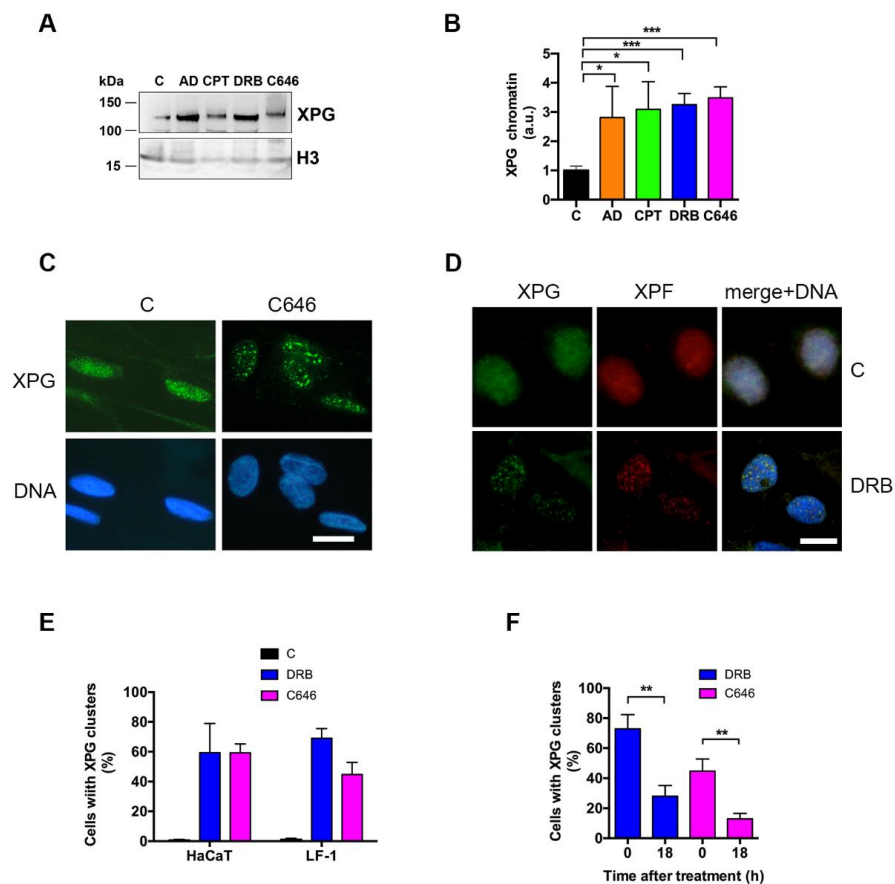 A
kDa C AD CPT DRB C646
150
100
XPG
15
H3
B
***
***
*
*
XPG chromatin
(a.u.)
5
4
3
2
1
0
C AD CPT DRB C646
C
C C646
XPG
DNA
D
XPG XPF merge+DNA
C
DRB
E
C
DRB
C646
Cells wiith XPG clusters
(%)
100
80
60
40
20
0
HaCaT LF-1
F
DRB
C646
Cells with XPG clusters
(%)
100
80
60
40
20
0
**
**
0 18 0 18
Time after treatment (h)